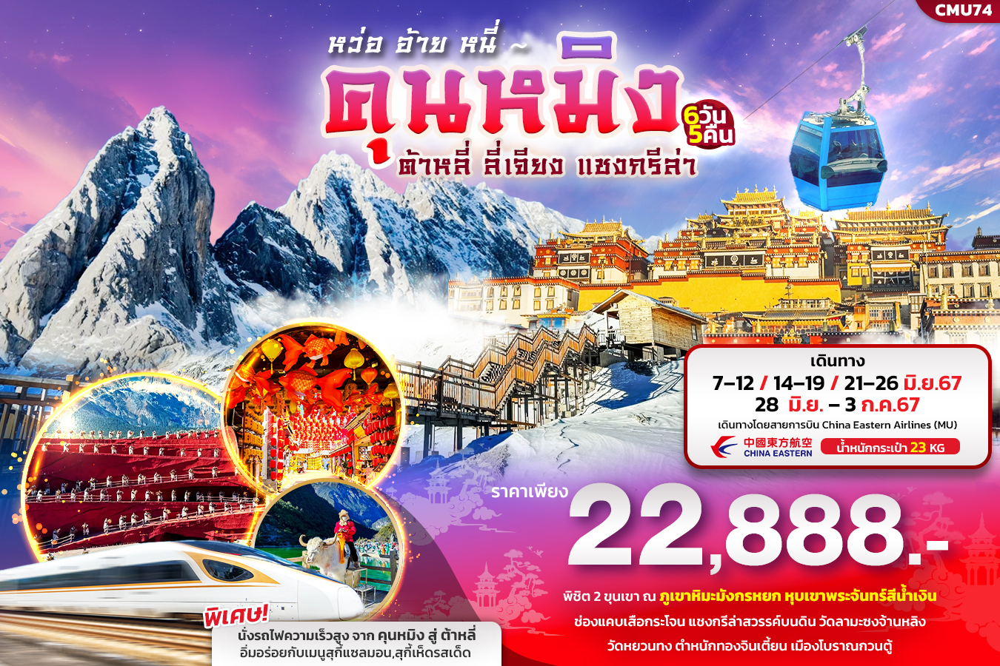 CMU74
หว่อ อ้าย หนี่ ~
คุนหมิง
6วัน
5คืน
ต้าหลี่ ลี่เจียง แชงกรีล่า
เดินทาง
7–12 / 14–19 / 21–26 มิ.ย.67
28 มิ.ย. – 3 ก.ค.67
เดินทางโดยสายการบิน China Eastern Airlines (MU)
中國東方航空
CHINA EASTERN
น้ำหนักกระเป๋า 23 KG
ราคาเพียง
22,888.-
พิชิต 2 ขุนเขา ณ ภูเขาหิมะมังกรหยก หุบเขาพระจันทร์สีน้ำเงิน
ช่องแคบเสือกระโจน แชงกรีล่าสวรรค์บนดิน วัดลามะซงจ้านหลิง
วัดหยวนทง ตำหนักทองจินเตี้ยน เมืองโบราณกวนตู้
พิเศษ!
นั่งรถไฟความเร็วสูง จาก คุนหมิง สู่ ต้าหลี่
อิ่มอร่อยกับเมนูสุกี้แซลมอน,สุกี้เห็ดรสเด็ด